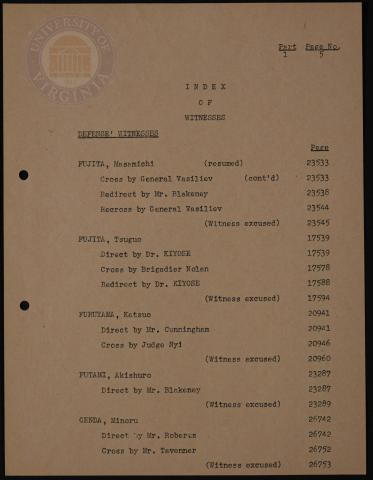 UNIVERSITY OF VIRGINIA
Part Page No.
1 5
I N D E X
O F
WITNESSES
DEFENSE' WITNESSES
Page
FUJITA, Masamichi (resumed) 23533
Cross by General Vasiliev (cont'd) 23533
Redirect by Mr. Blakeney 23538
Recross by General Vasiliev 23544
(Witness excused) 23545
FUJITA, Tsuguo 17539
Direct by Dr. KIYOSE 17539
Cross by Brigadier Nolan 17578
Redirect by Dr. KIYOSE 17588
(Witness excused) 17594
FURUYAMA, Katsuo 20941
Direct by Mr. Cunningham 20941
Cross by Judge Nyi 20946
(Witness excused) 20960
FUTAMI, Akishuro 23287
Direct by Mr. Blakeney 23287
(Witness excused) 23289
GENDA, Minoru 26742
Direct by Mr. Roberts 26742
Cross by Mr. Tavenner 26752
(Witness excused) 26753